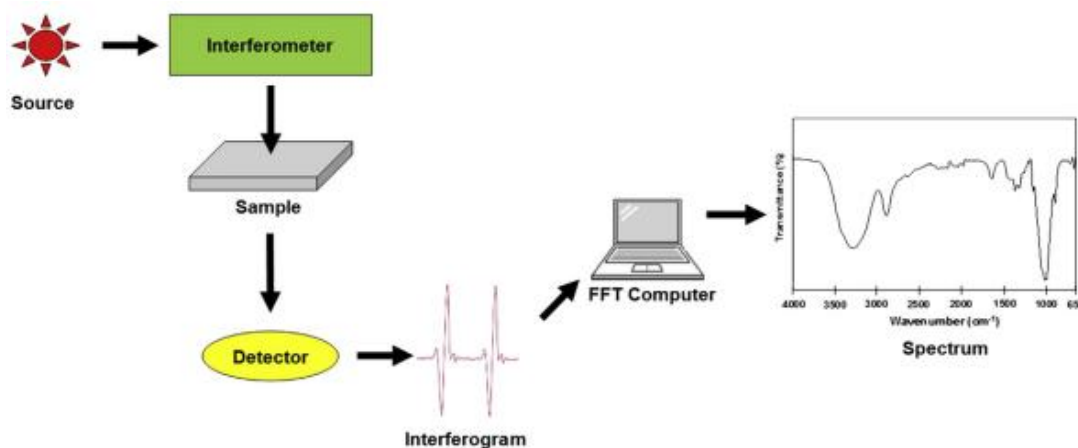 Source
Interferometer
Sample
Detector
Interferogram
FFT Computer
Transmittance (%)
4000 3500 3000 2500 2000 1500 1000 65
Wavenumber (cm-1)
Spectrum